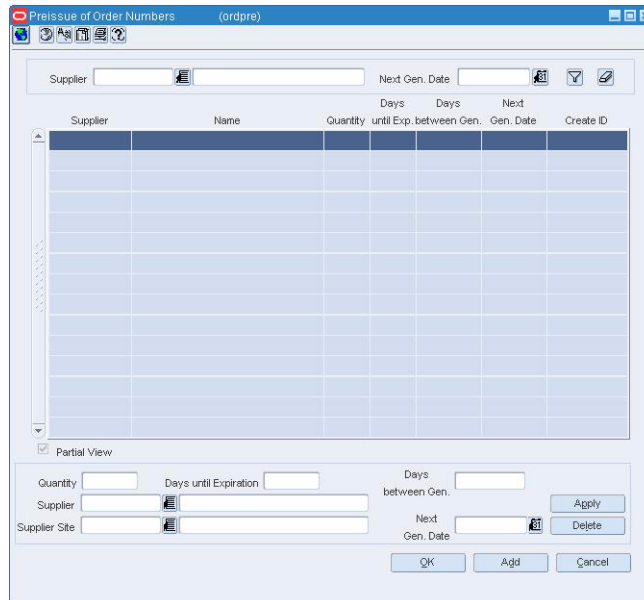 Preissue of Order Numbers (ordpre)
Supplier Next Gen. Date
Days Days Next
Supplier Name Quantity until Exp. between Gen. Gen. Date Create ID
Partial View
Quantity Days until Expiration Days between Gen.
Supplier Apply
Supplier Site Next Gen. Date Delete
OK Add Cancel